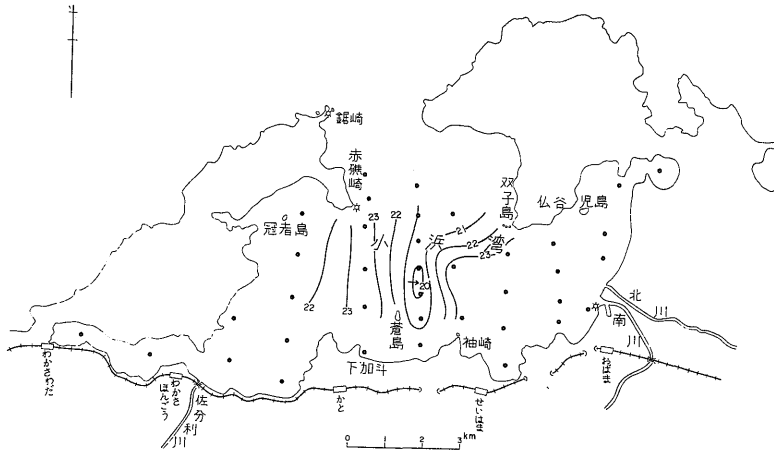 鋸崎
赤礁崎
双子島
仏谷
児島
冠者島
小浜湾
23
22
21
22
23
22
23
20
蒼島
袖崎
下加斗
北川
南川
佐分利川
わかさわだ
わかさ
ほんごう
かと
せいはま
おばま
0 1 2 3 km